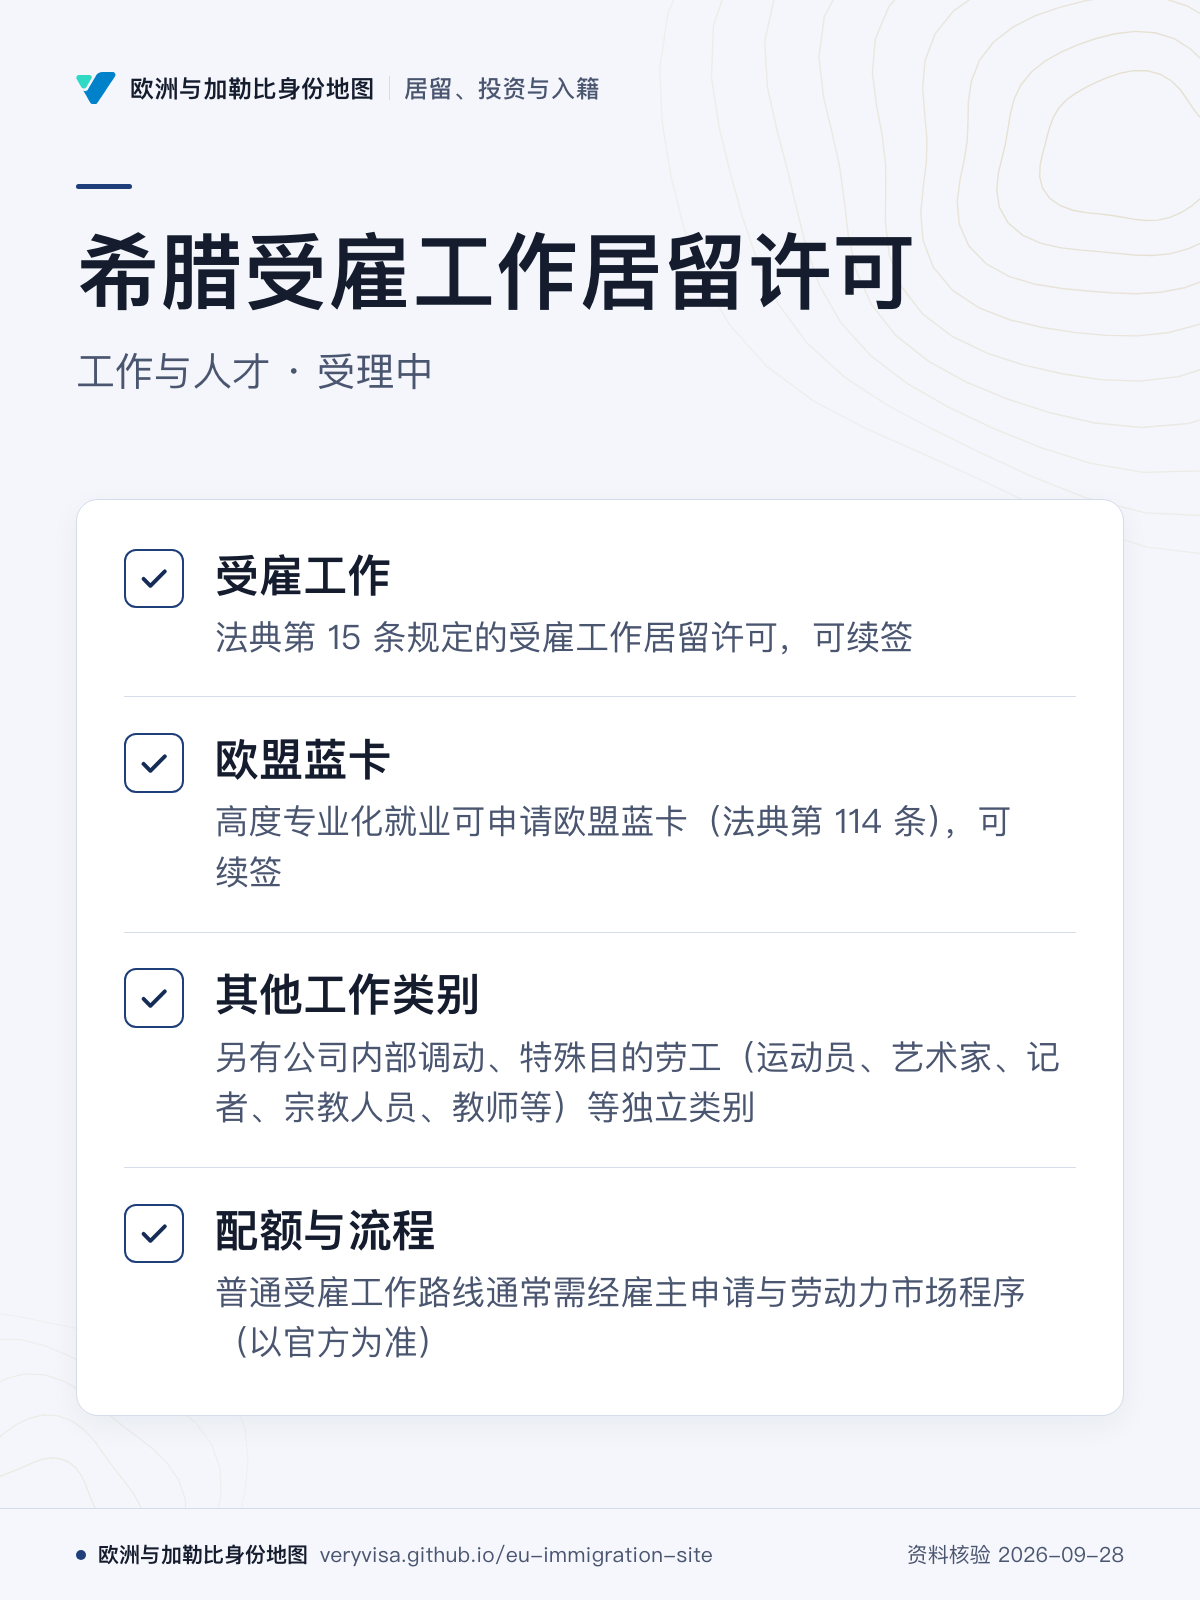 欧洲与加勒比身份地图 居留、投资与入籍
希腊受雇工作居留许可
工作与人才 · 受理中
受雇工作
法典第 15 条规定的受雇工作居留许可，可续签
欧盟蓝卡
高度专业化就业可申请欧盟蓝卡（法典第 114 条），可
续签
其他工作类别
另有公司内部调动、特殊目的劳工（运动员、艺术家、记
者、宗教人员、教师等）等独立类别
配额与流程
普通受雇工作路线通常需经雇主申请与劳动力市场程序
（以官方为准）
欧洲与加勒比身份地图 veryvisa.github.io/eu-immigration-site 资料核验 2026-09-28